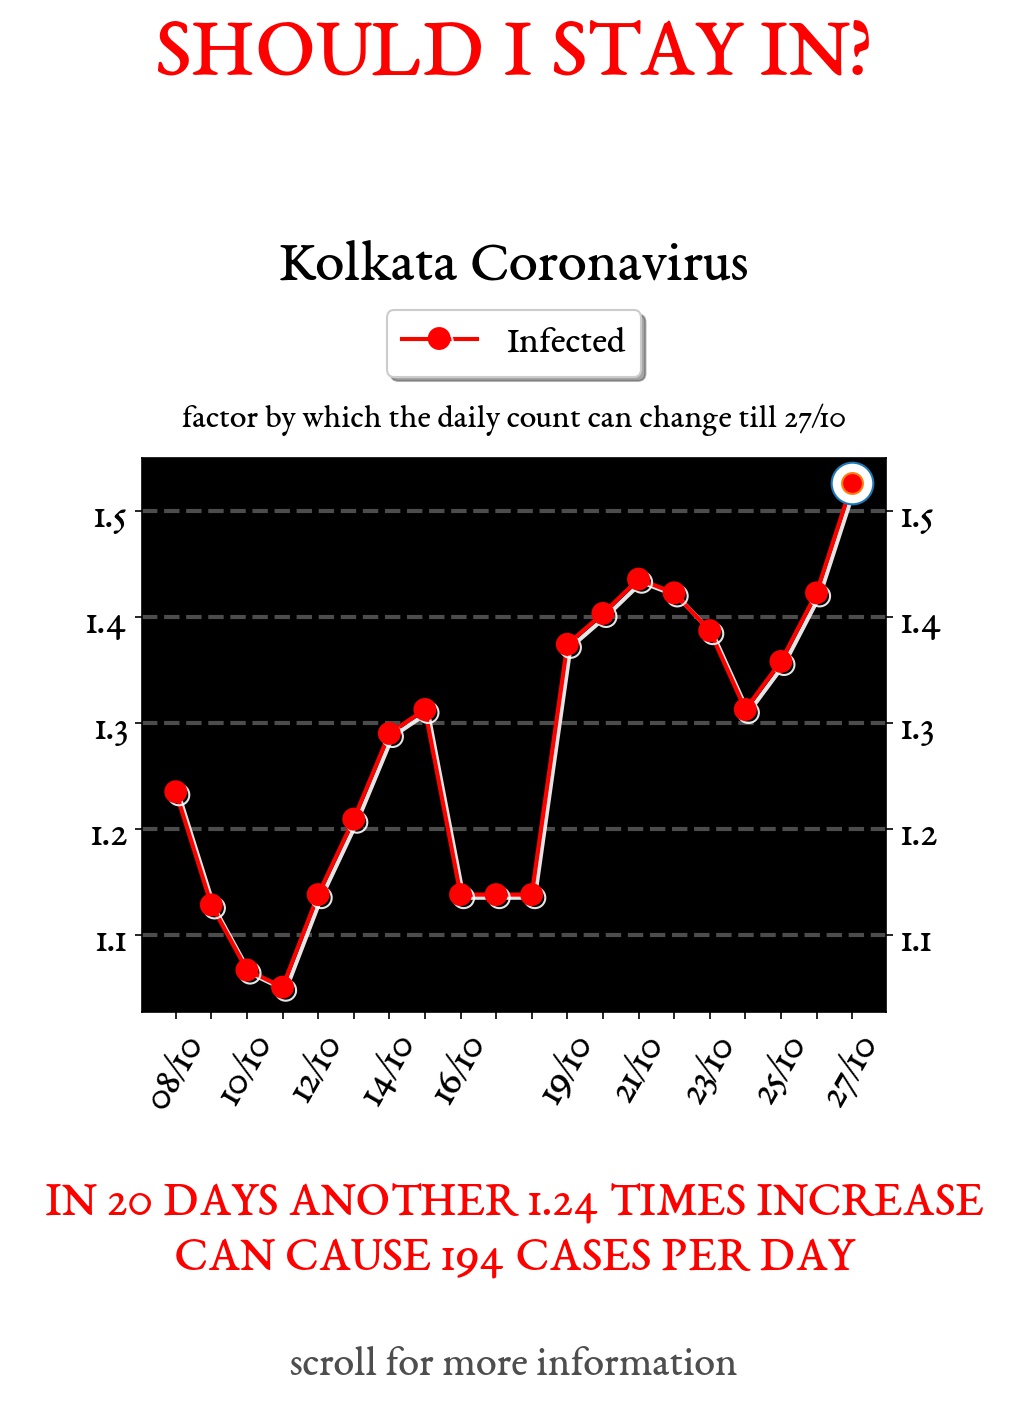 SHOULD I STAY IN?
Kolkata Coronavirus
Infected
factor by which the daily count can change till 27/10
1.5 1.5
1.4 1.4
1.3 1.3
1.2 1.2
1.1 1.1
08/10 10/10 12/10 14/10 16/10 19/10 21/10 23/10 25/10 27/10
IN 20 DAYS ANOTHER 1.24 TIMES INCREASE
CAN CAUSE 194 CASES PER DAY
scroll for more information